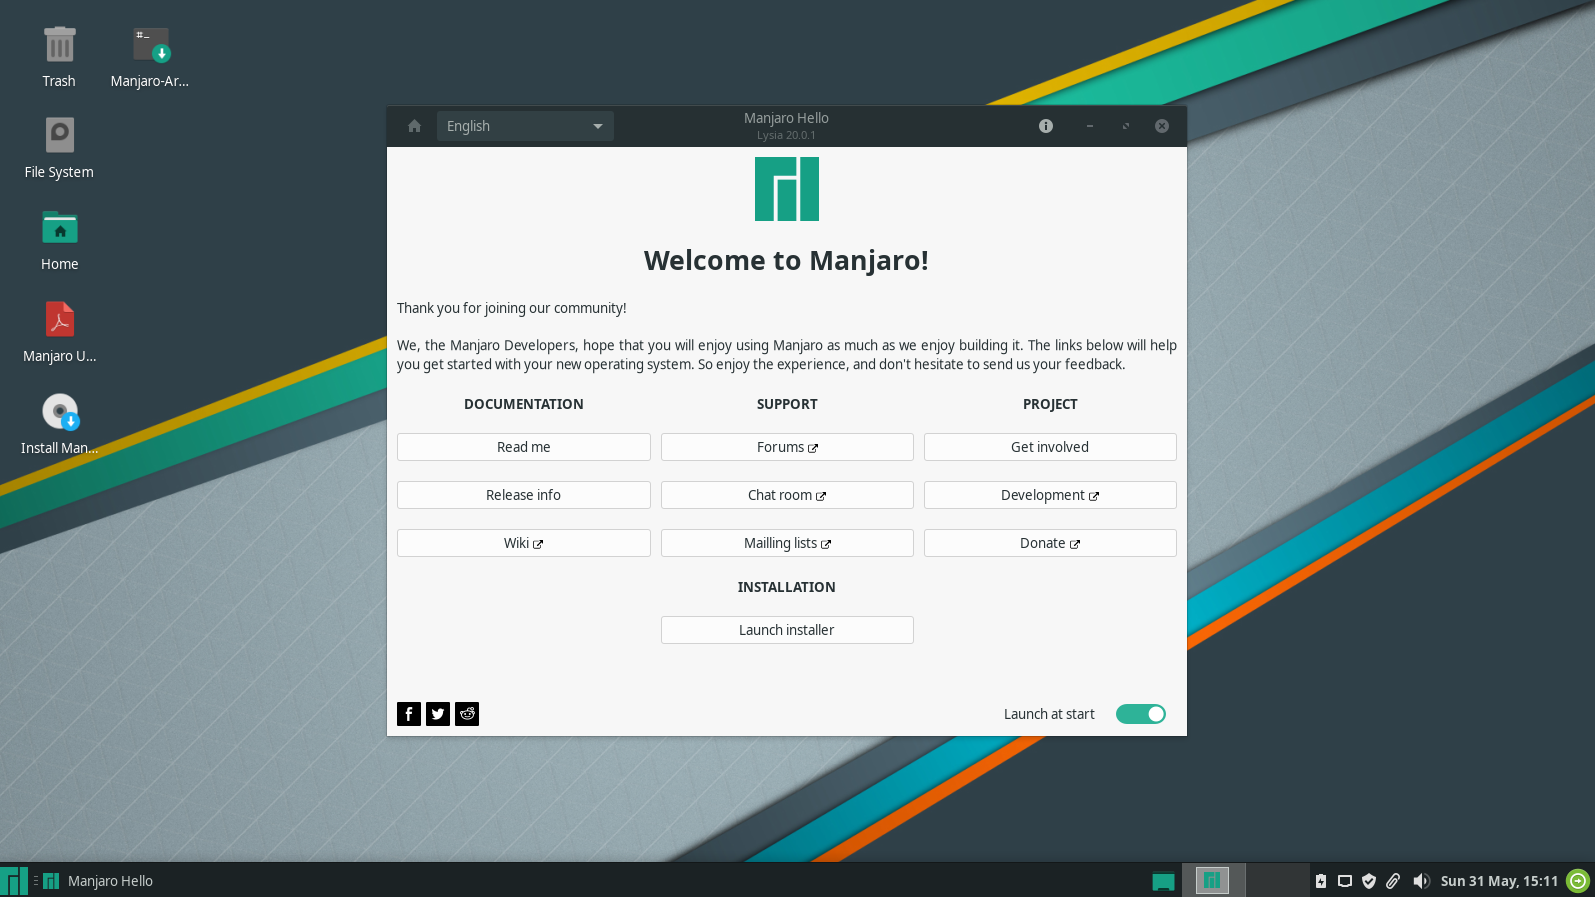 Trash
Manjaro-Ar...
File System
Home
Manjaro U...
Install Man...
English
Manjaro Hello
Lysia 20.0.1
Welcome to Manjaro!
Thank you for joining our community!
We, the Manjaro Developers, hope that you will enjoy using Manjaro as much as we enjoy building it. The links below will help
you get started with your new operating system. So enjoy the experience, and don't hesitate to send us your feedback.
DOCUMENTATION
SUPPORT
PROJECT
Read me
Forums
Get involved
Release info
Chat room
Development
Wiki
Mailling lists
Donate
INSTALLATION
Launch installer
Launch at start
Manjaro Hello
Sun 31 May, 15:11